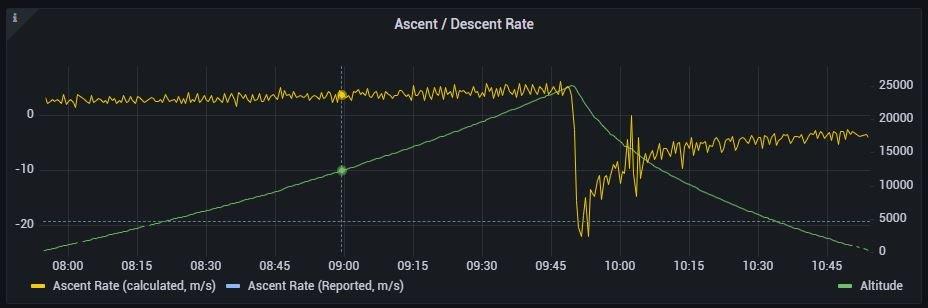 i
Ascent / Descent Rate
0
-10
-20
25000
20000
15000
10000
5000
0
08:00 08:15 08:30 08:45 09:00 09:15 09:30 09:45 10:00 10:15 10:30 10:45
Ascent Rate (calculated, m/s) Ascent Rate (Reported, m/s) Altitude